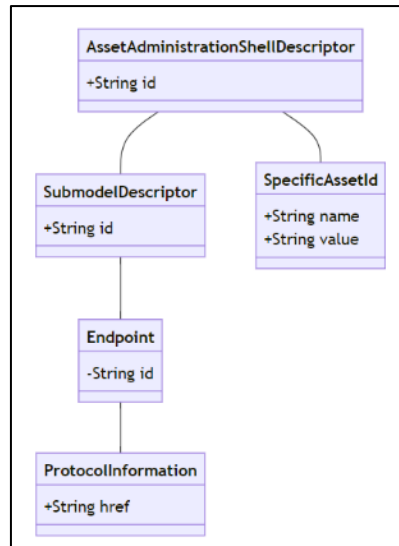 AssetAdministrationShellDescriptor
+String id
SubmodelDescriptor
+String id
SpecificAssetId
+String name
+String value
Endpoint
-String id
ProtocolInformation
+String href